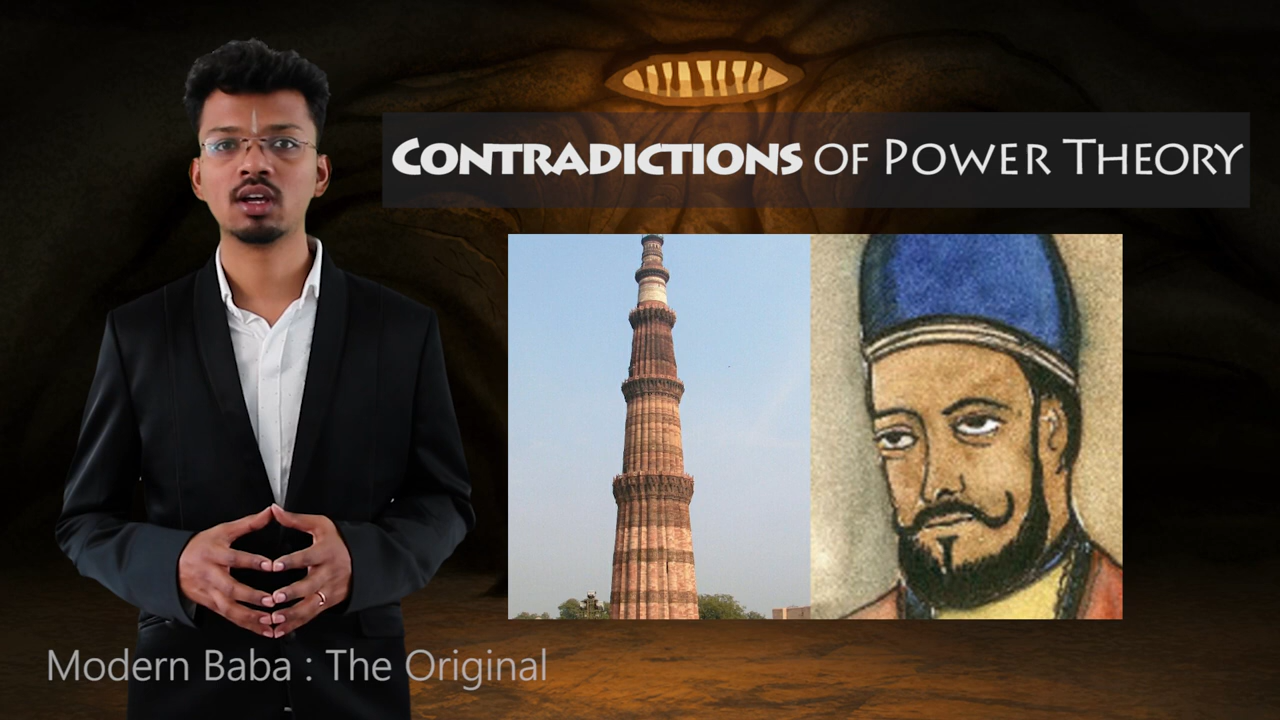 CONTRADICTIONS OF POWER THEORY
Modern Baba : The Original